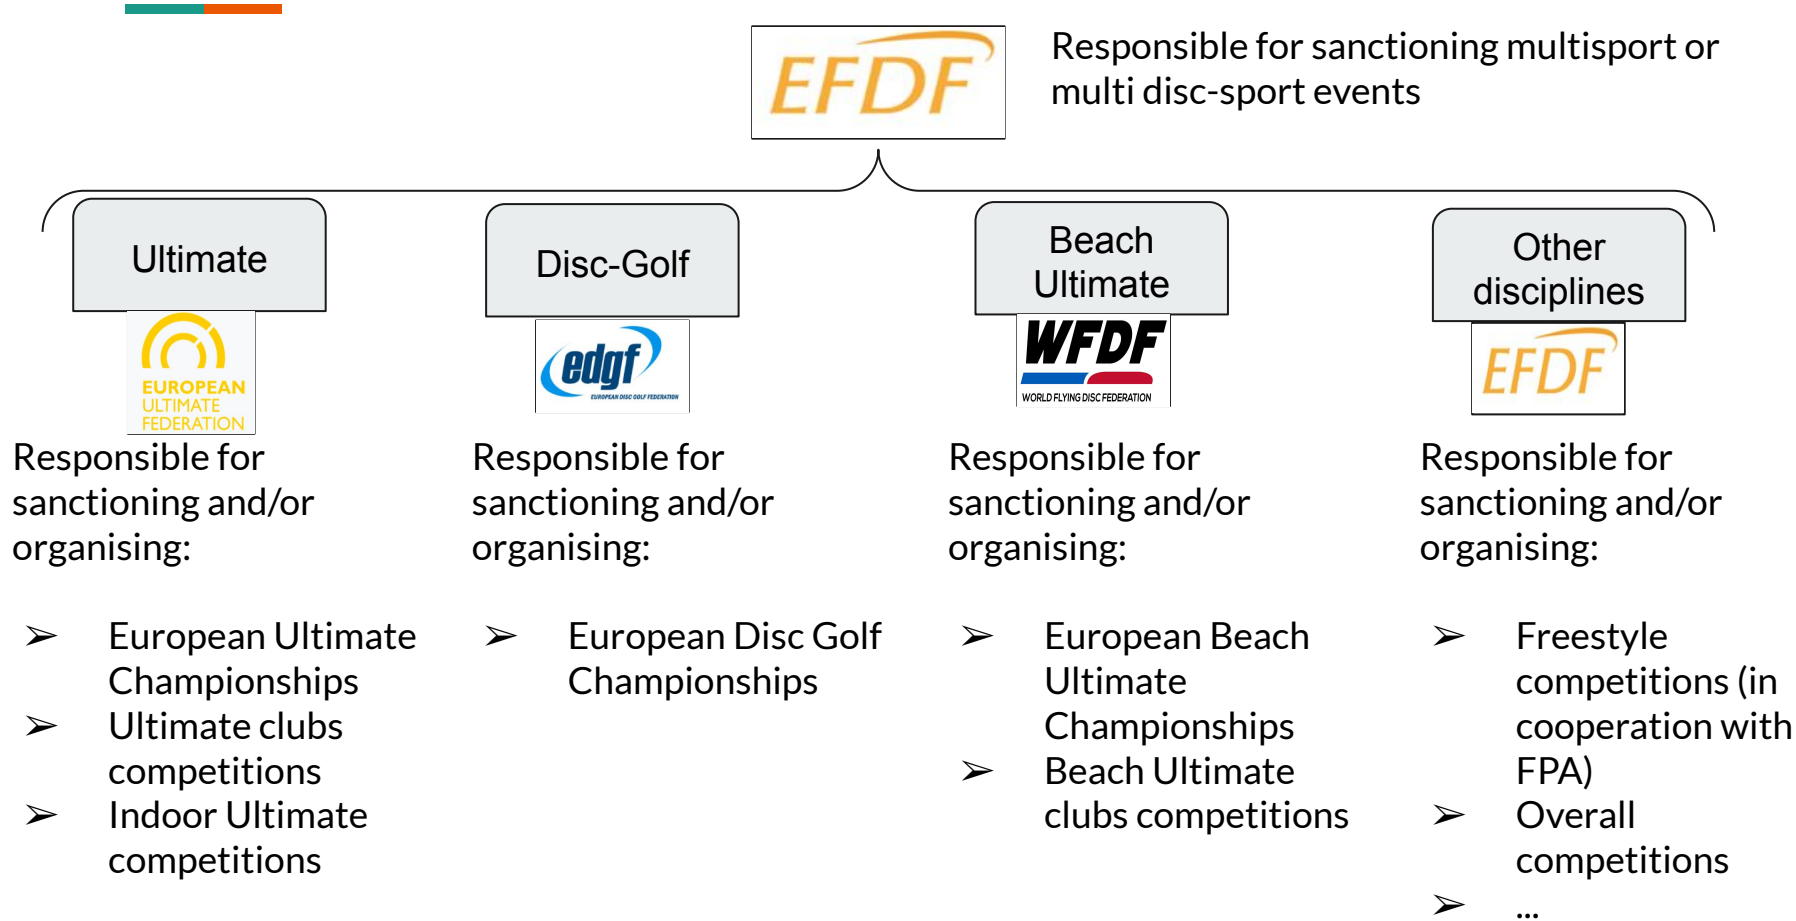 EFDF
Responsible for sanctioning multisport or
multi disc-sport events
Ultimate
EUROPEAN
ULTIMATE
FEDERATION
Responsible for
sanctioning and/or
organising:
➢ European Ultimate
Championships
➢ Ultimate clubs
competitions
➢ Indoor Ultimate
competitions
Disc-Golf
edgf
EUROPEAN DISC GOLF FEDERATION
Responsible for
sanctioning and/or
organising:
➢ European Disc Golf
Championships
Beach
Ultimate
WFDF
WORLD FLYING DISC FEDERATION
Responsible for
sanctioning and/or
organising:
➢ European Beach
Ultimate
Championships
➢ Beach Ultimate
clubs competitions
Other
disciplines
EFDF
Responsible for
sanctioning and/or
organising:
➢ Freestyle
competitions (in
cooperation with
FPA)
➢ Overall
competitions
➢ ...